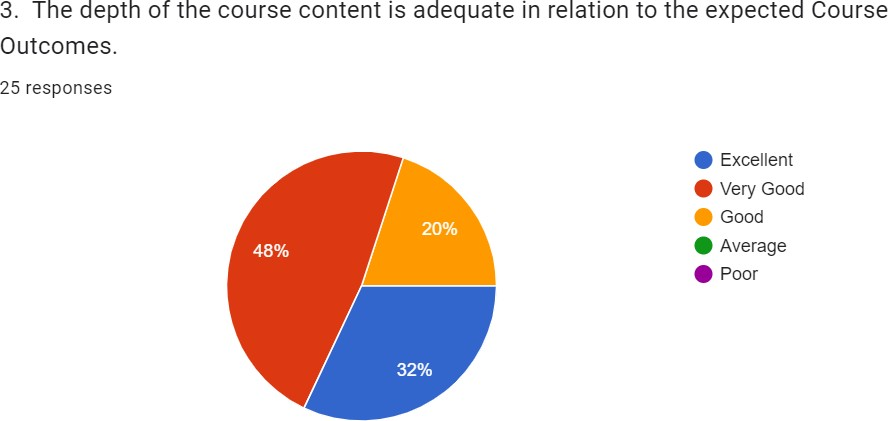 3. The depth of the course content is adequate in relation to the expected Course
Outcomes.
25 responses
Excellent
Very Good
Good
Average
Poor
20%
48%
32%